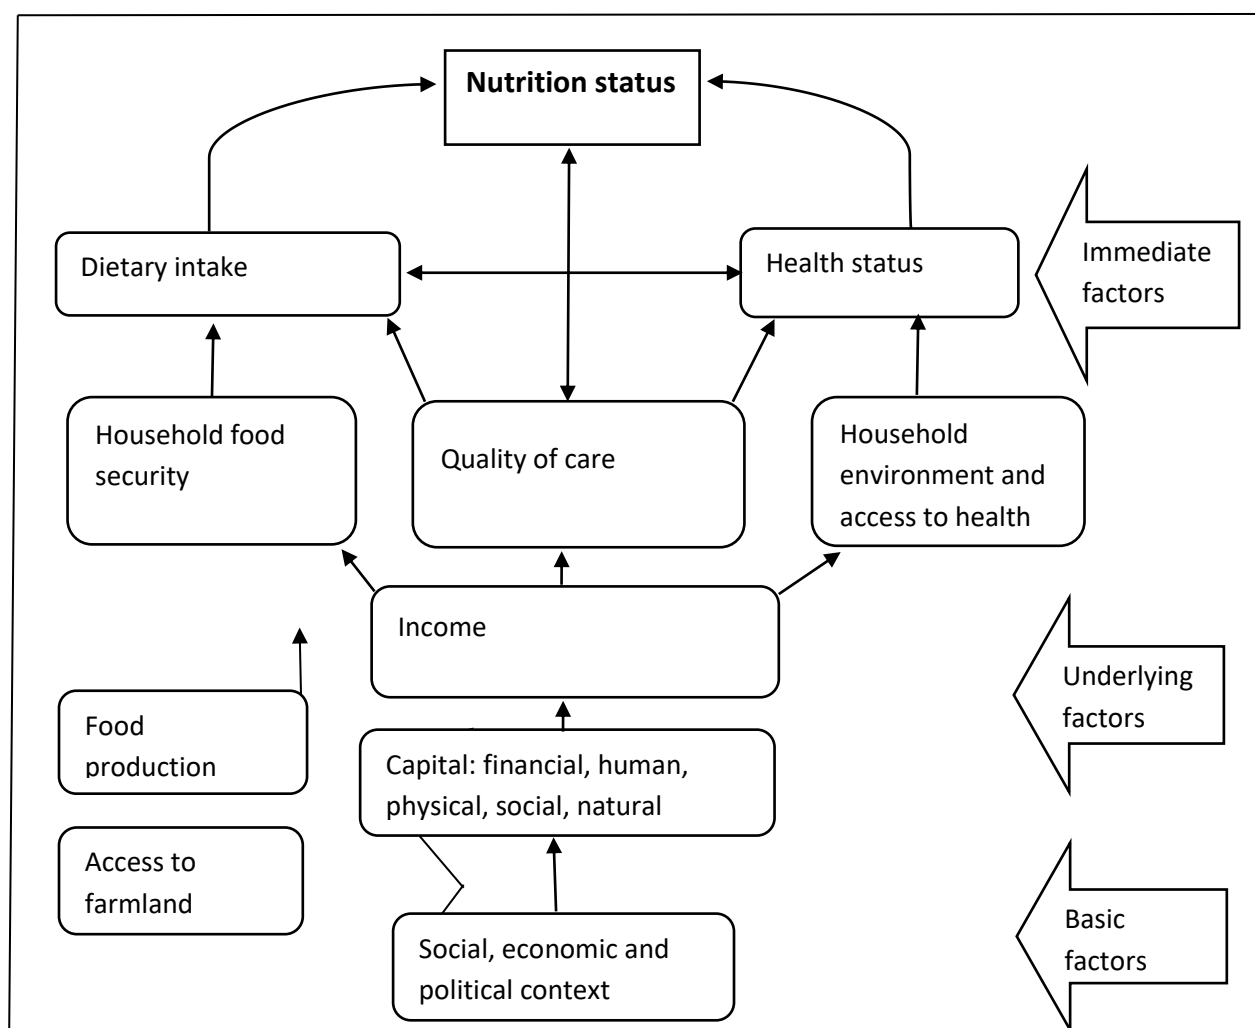 Nutrition status
Dietary intake
Health status
Immediate
factors
Household food
security
Quality of care
Household
environment and
access to health
Income
Underlying
factors
Food
production
Capital: financial, human,
physical, social, natural
Access to
farmland
Basic
factors
Social, economic and
political context